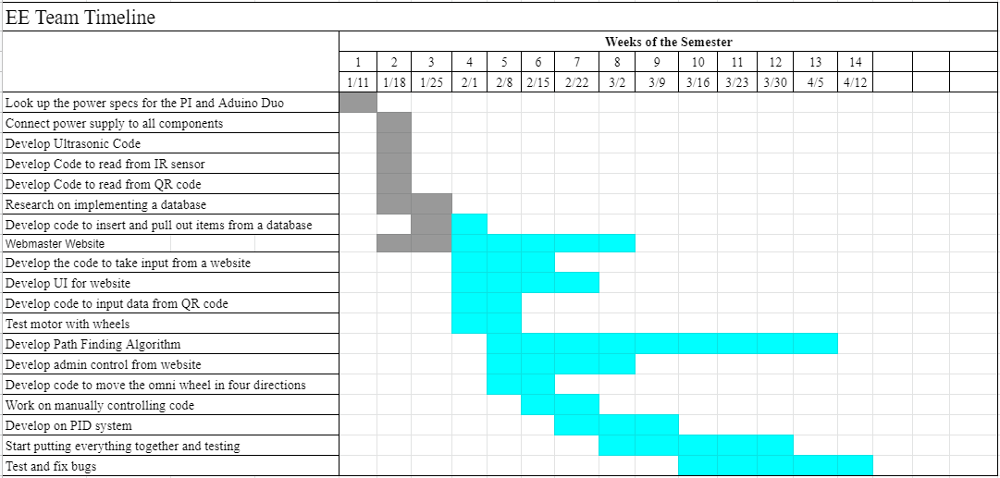 EE Team Timeline
Weeks of the Semester
1 2 3 4 5 6 7 8 9 10 11 12 13 14
1/11 1/18 1/25 2/1 2/8 2/15 2/22 3/2 3/9 3/16 3/23 3/30 4/5 4/12
Look up the power specs for the PI and Aduino Duo
Connect power supply to all components
Develop Ultrasonic Code
Develop Code to read from IR sensor
Develop Code to read from QR code
Research on implementing a database
Develop code to insert and pull out items from a database
Webmaster Website
Develop the code to take input from a website
Develop UI for website
Develop code to input data from QR code
Test motor with wheels
Develop Path Finding Algorithm
Develop admin control from website
Develop code to move the omni wheel in four directions
Work on manually controlling code
Develop on PID system
Start putting everything together and testing
Test and fix bugs